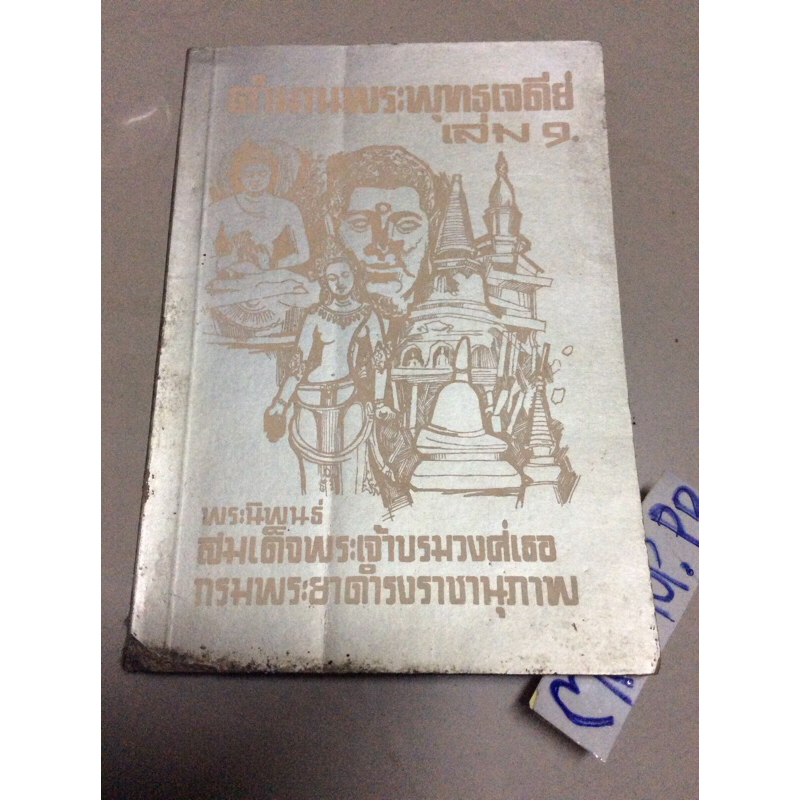 ตำนานพระพุทธเจดีย์
เล่ม ๑.
พระนิพนธ์
สมเด็จพระเจ้าบรมวงศ์เธอ
กรมพระยาดำรงราชานุภาพ